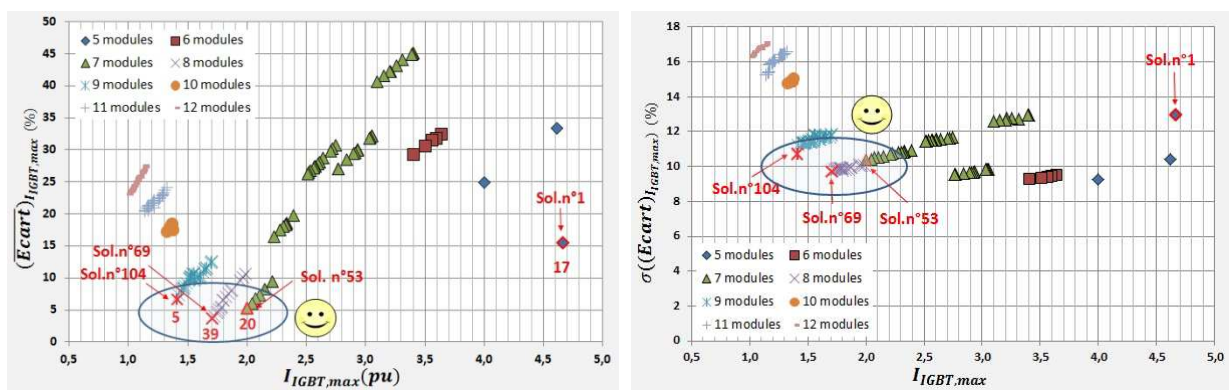 50
45
40
35
30
25
20
15
10
5
0
(Ecart)I_IGBT,max (%)
5 modules
6 modules
7 modules
8 modules
9 modules
10 modules
11 modules
12 modules
Sol.n°1
17
Sol.n°69
Sol.n°104
Sol. n°53
5
39
20
0,5 1,0 1,5 2,0 2,5 3,0 3,5 4,0 4,5 5,0
I_IGBT,max(pu)
18
16
14
12
10
8
6
4
2
0
σ((Ecart)I_IGBT,max) (%)
Sol.n°1
Sol.n°104
Sol.n°69
Sol.n°53
5 modules
6 modules
7 modules
8 modules
9 modules
10 modules
11 modules
12 modules
0,5 1,0 1,5 2,0 2,5 3,0 3,5 4,0 4,5 5,0
I_IGBT,max